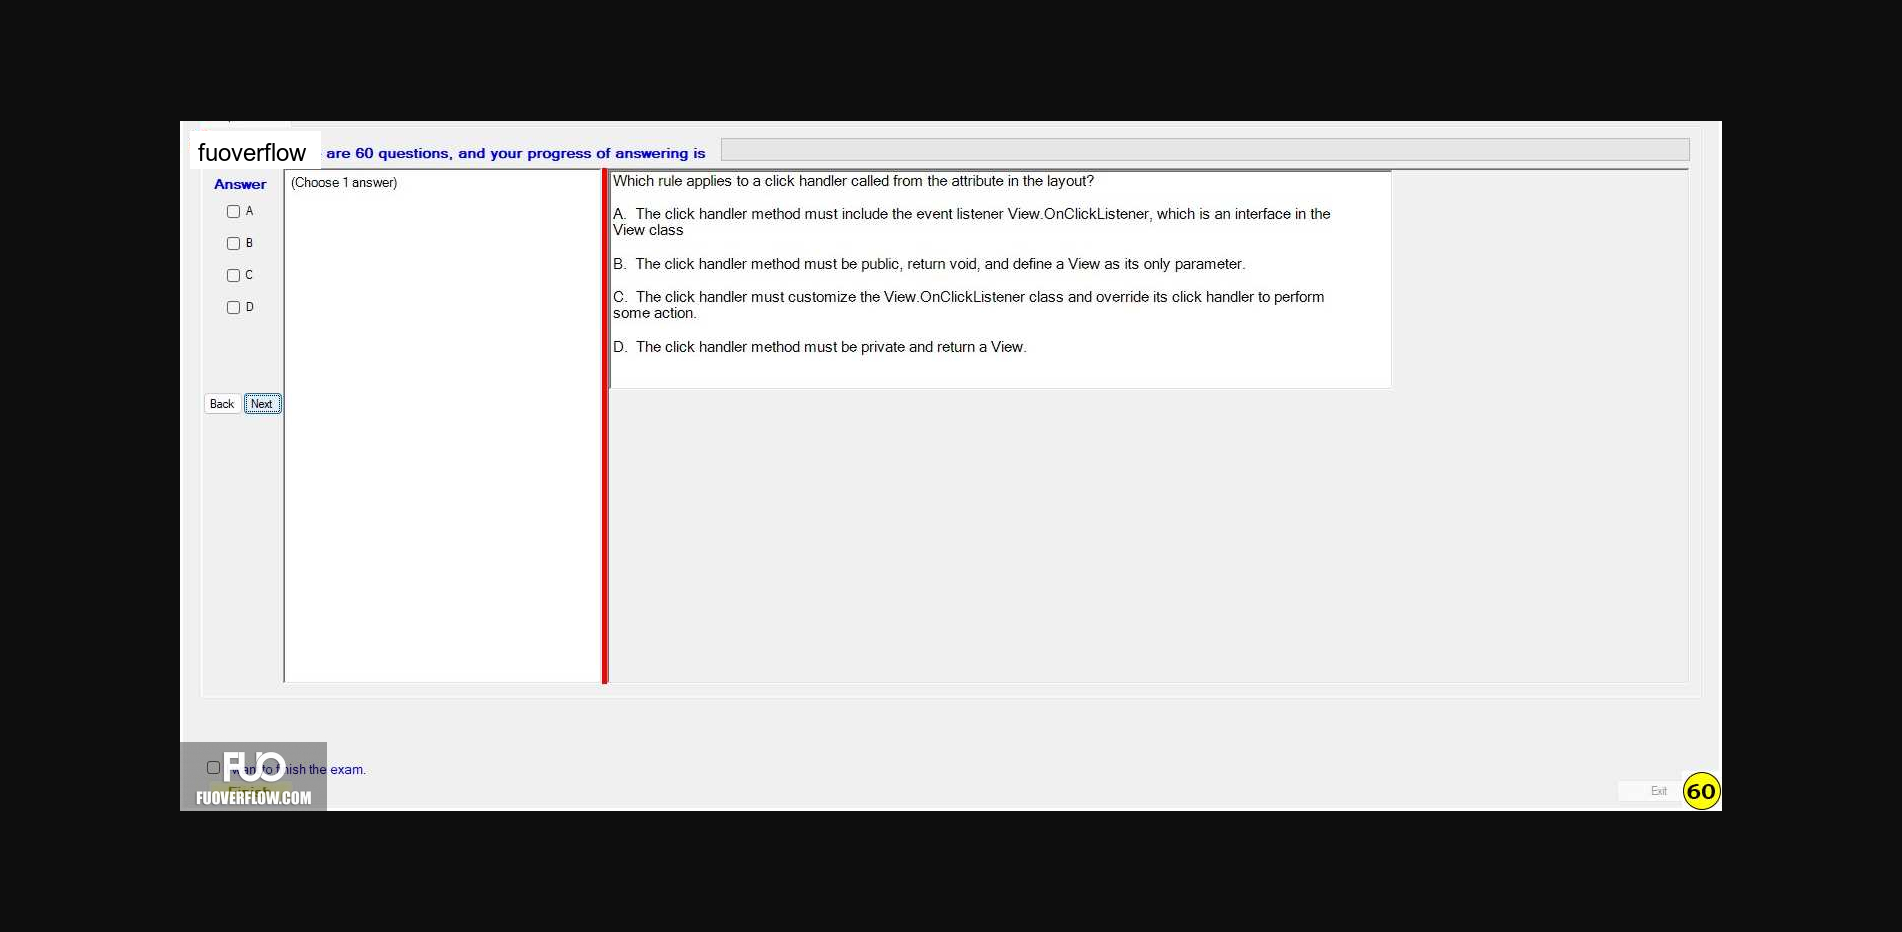 fuoverflow are 60 questions, and your progress of answering is
Answer
(Choose 1 answer)
A
B
C
D
Back Next
Which rule applies to a click handler called from the attribute in the layout?
A. The click handler method must include the event listener View.OnClickListener, which is an interface in the
View class
B. The click handler method must be public, return void, and define a View as its only parameter.
C. The click handler must customize the View.OnClickListener class and override its click handler to perform
some action.
D. The click handler method must be private and return a View.
FUO
to finish the exam.
FUOVERFLOW.COM
Exit
60